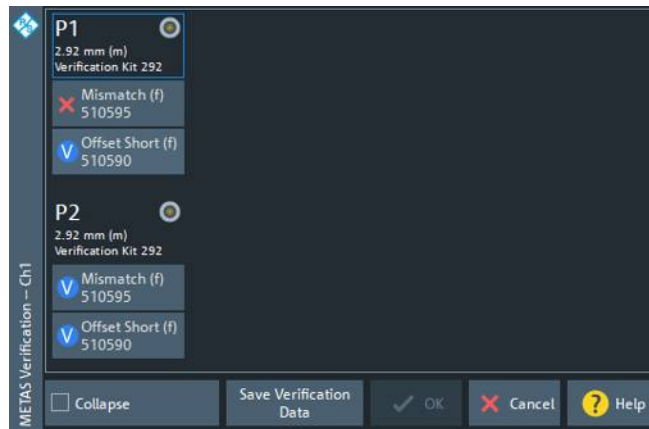 P1
2.92 mm (m)
Verification Kit 292
Mismatch (f)
510595
V Offset Short (f)
510590
P2
2.92 mm (m)
Verification Kit 292
V Mismatch (f)
510595
V Offset Short (f)
510590
METAS Verification – Ch1
Collapse
Save Verification
Data
OK
Cancel
? Help